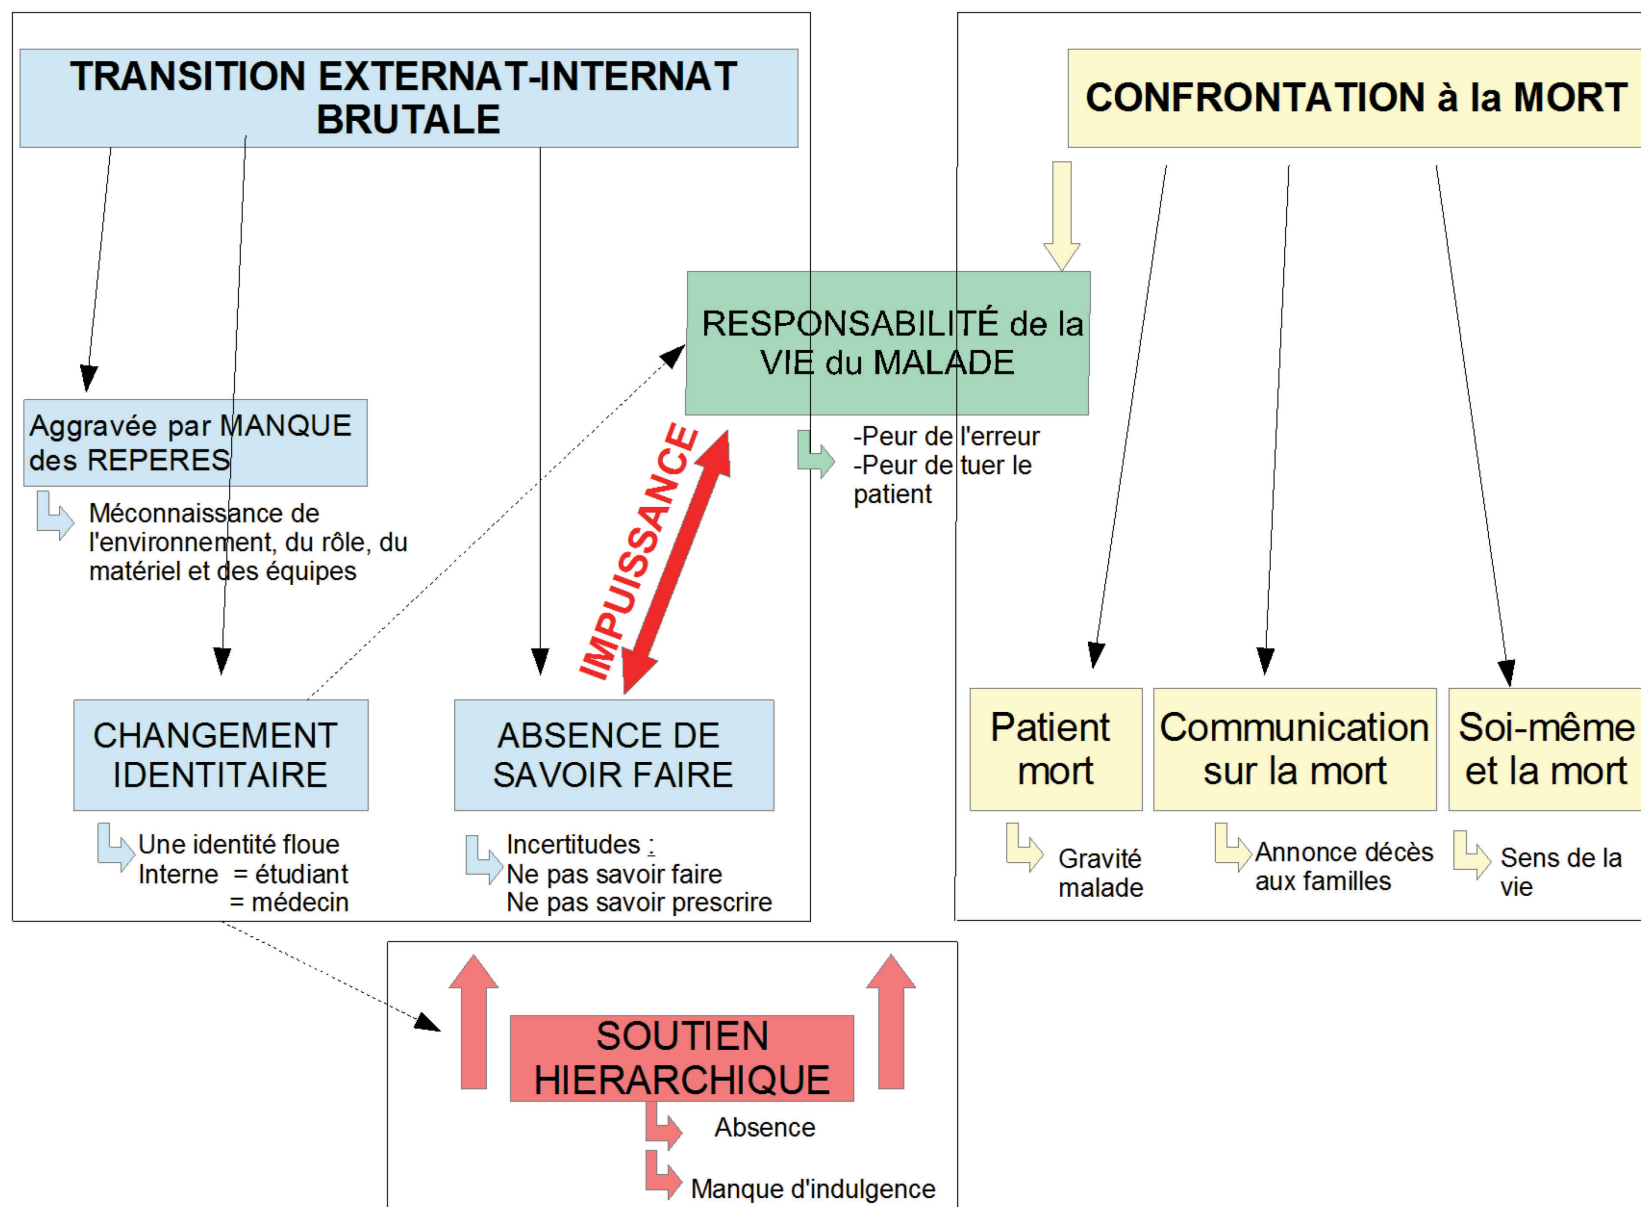 TRANSITION EXTERNAT-INTERNAT
BRUTALE
CONFRONTATION à la MORT
RESPONSABILITÉ de la
VIE du MALADE
-Peur de l'erreur
-Peur de tuer le
patient
Aggravée par MANQUE
des REPERES
Méconnaissance de
l'environnement, du rôle, du
matériel et des équipes
IMPUISSANCE
CHANGEMENT
IDENTITAIRE
Une identité floue
Interne = étudiant
= médecin
ABSENCE DE
SAVOIR FAIRE
Incertitudes :
Ne pas savoir faire
Ne pas savoir prescrire
Patient
mort
Gravité
malade
Communication
sur la mort
Annonce décès
aux familles
Soi-même
et la mort
Sens de la
vie
SOUTIEN
HIERARCHIQUE
Absence
Manque d'indulgence